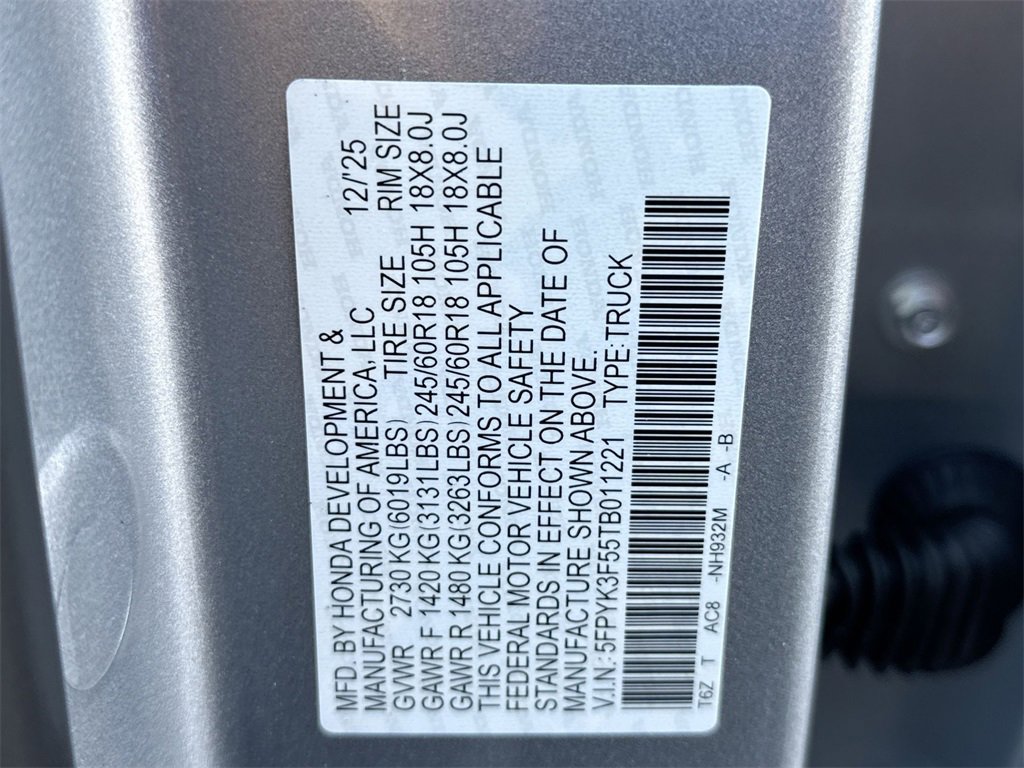 MFD. BY HONDA DEVELOPMENT &
MANUFACTURING OF AMERICA, LLC 12/'25
GVWR 2730 KG(6019LBS) TIRE SIZE RIM SIZE
GAWR F 1420 KG(3131LBS) 245/60R18 105H 18X8.0J
GAWR R 1480 KG(3263LBS) 245/60R18 105H 18X8.0J
THIS VEHICLE CONFORMS TO ALL APPLICABLE
FEDERAL MOTOR VEHICLE SAFETY
STANDARDS IN EFFECT ON THE DATE OF
MANUFACTURE SHOWN ABOVE.
V.I.N.: 5FPYK3F55TB011221 TYPE:TRUCK
T6Z T AC8 -NH932M -A -B